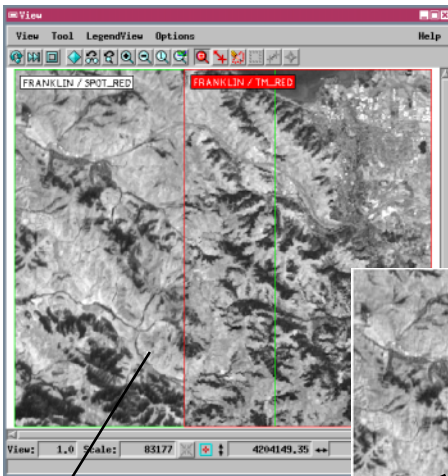 View
View Tool LegendView Options Help
FRANKLIN / SPOT_RED FRANKLIN / TM_RED
View: 1.0 Scale: 83177 4204149.35